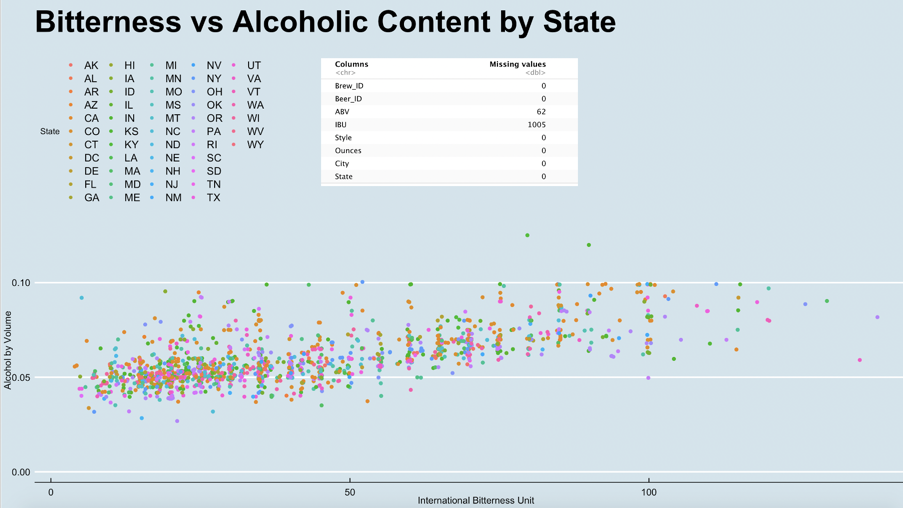 Bitterness vs Alcoholic Content by State
State
AK HI MI NV UT
AL IA MN NY VA
AR ID MO OH VT
AZ IL MS OK WA
CA IN MT OR WI
CO KS NC PA WV
CT KY ND RI WY
DC LA NE SC
DE MA NH SD
FL MD NJ TN
GA ME NM TX
Columns Missing values
<chr> <dbl>
Brew_ID 0
Beer_ID 0
ABV 62
IBU 1005
Style 0
Ounces 0
City 0
State 0
Alcohol by Volume
0.10
0.05
0.00
0 50 100
International Bitterness Unit